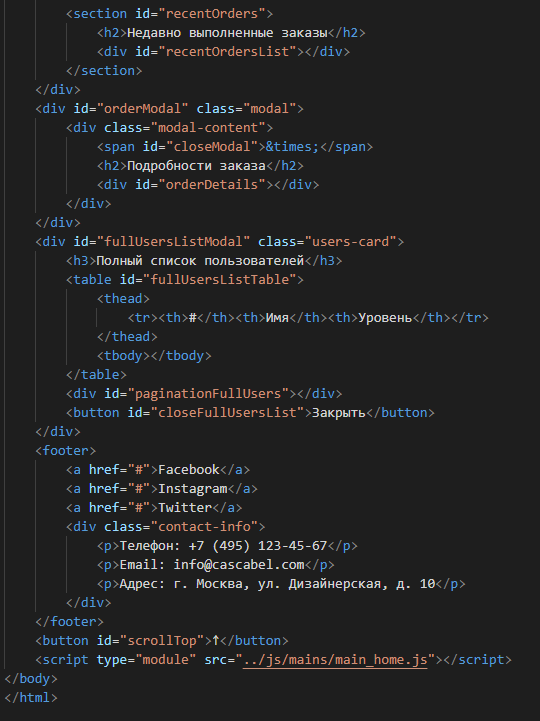 <section id="recentOrders">
<h2>Недавно выполненные заказы</h2>
<div id="recentOrdersList"></div>
</section>
</div>
<div id="orderModal" class="modal">
<div class="modal-content">
<span id="closeModal">&times;</span>
<h2>Подробности заказа</h2>
<div id="orderDetails"></div>
</div>
</div>
<div id="fullUsersListModal" class="users-card">
<h3>Полный список пользователей</h3>
<table id="fullUsersListTable">
<thead>
<tr><th>#</th><th>Имя</th><th>Уровень</th></tr>
</thead>
<tbody></tbody>
</table>
<div id="paginationFullUsers"></div>
<button id="closeFullUsersList">Закрыть</button>
</div>
<footer>
<a href="#">Facebook</a>
<a href="#">Instagram</a>
<a href="#">Twitter</a>
<div class="contact-info">
<p>Телефон: +7 (495) 123-45-67</p>
<p>Email: info@cascabel.com</p>
<p>Адрес: г. Москва, ул. Дизайнерская, д. 10</p>
</div>
</footer>
<button id="scrollTop">↑</button>
<script type="module" src="../js/mains/main_home.js"></script>
</body>
</html>